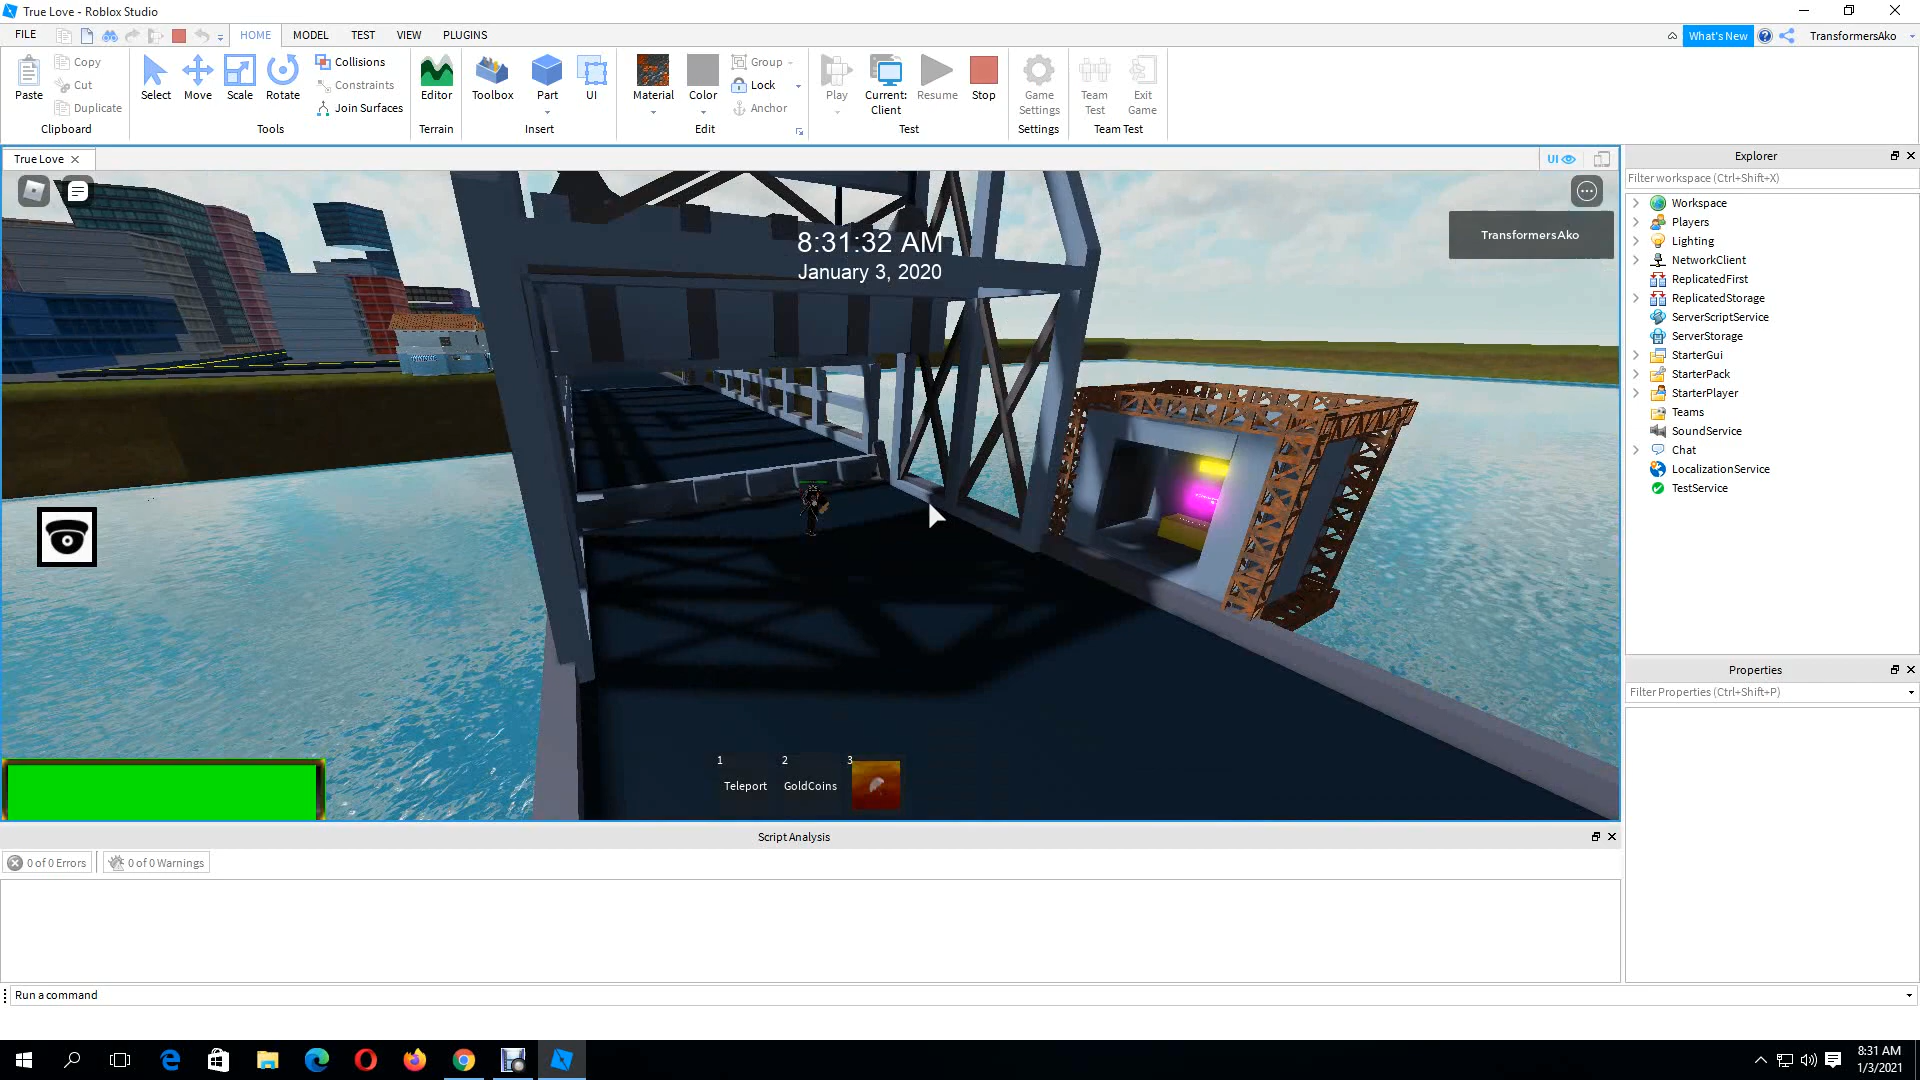 True Love - Roblox Studio
FILE HOME MODEL TEST VIEW PLUGINS What's New TransformersAko
Paste Copy Cut Duplicate Clipboard
Select Move Scale Rotate Collisions Constraints Join Surfaces Tools
Editor Terrain
Toolbox Part UI Insert
Material Color Group Lock Anchor Edit
Play Current: Client Resume Stop Test
Game Settings Settings
Team Test Exit Game Team Test
True Love UI
8:31:32 AM
January 3, 2020
TransformersAko
1 2 3
Teleport GoldCoins
Explorer
Filter workspace (Ctrl+Shift+X)
Workspace
Players
Lighting
NetworkClient
ReplicatedFirst
ReplicatedStorage
ServerScriptService
ServerStorage
StarterGui
StarterPack
StarterPlayer
Teams
SoundService
Chat
LocalizationService
TestService
Properties
Filter Properties (Ctrl+Shift+P)
Script Analysis
0 of 0 Errors 0 of 0 Warnings
Run a command
8:31 AM
1/3/2021